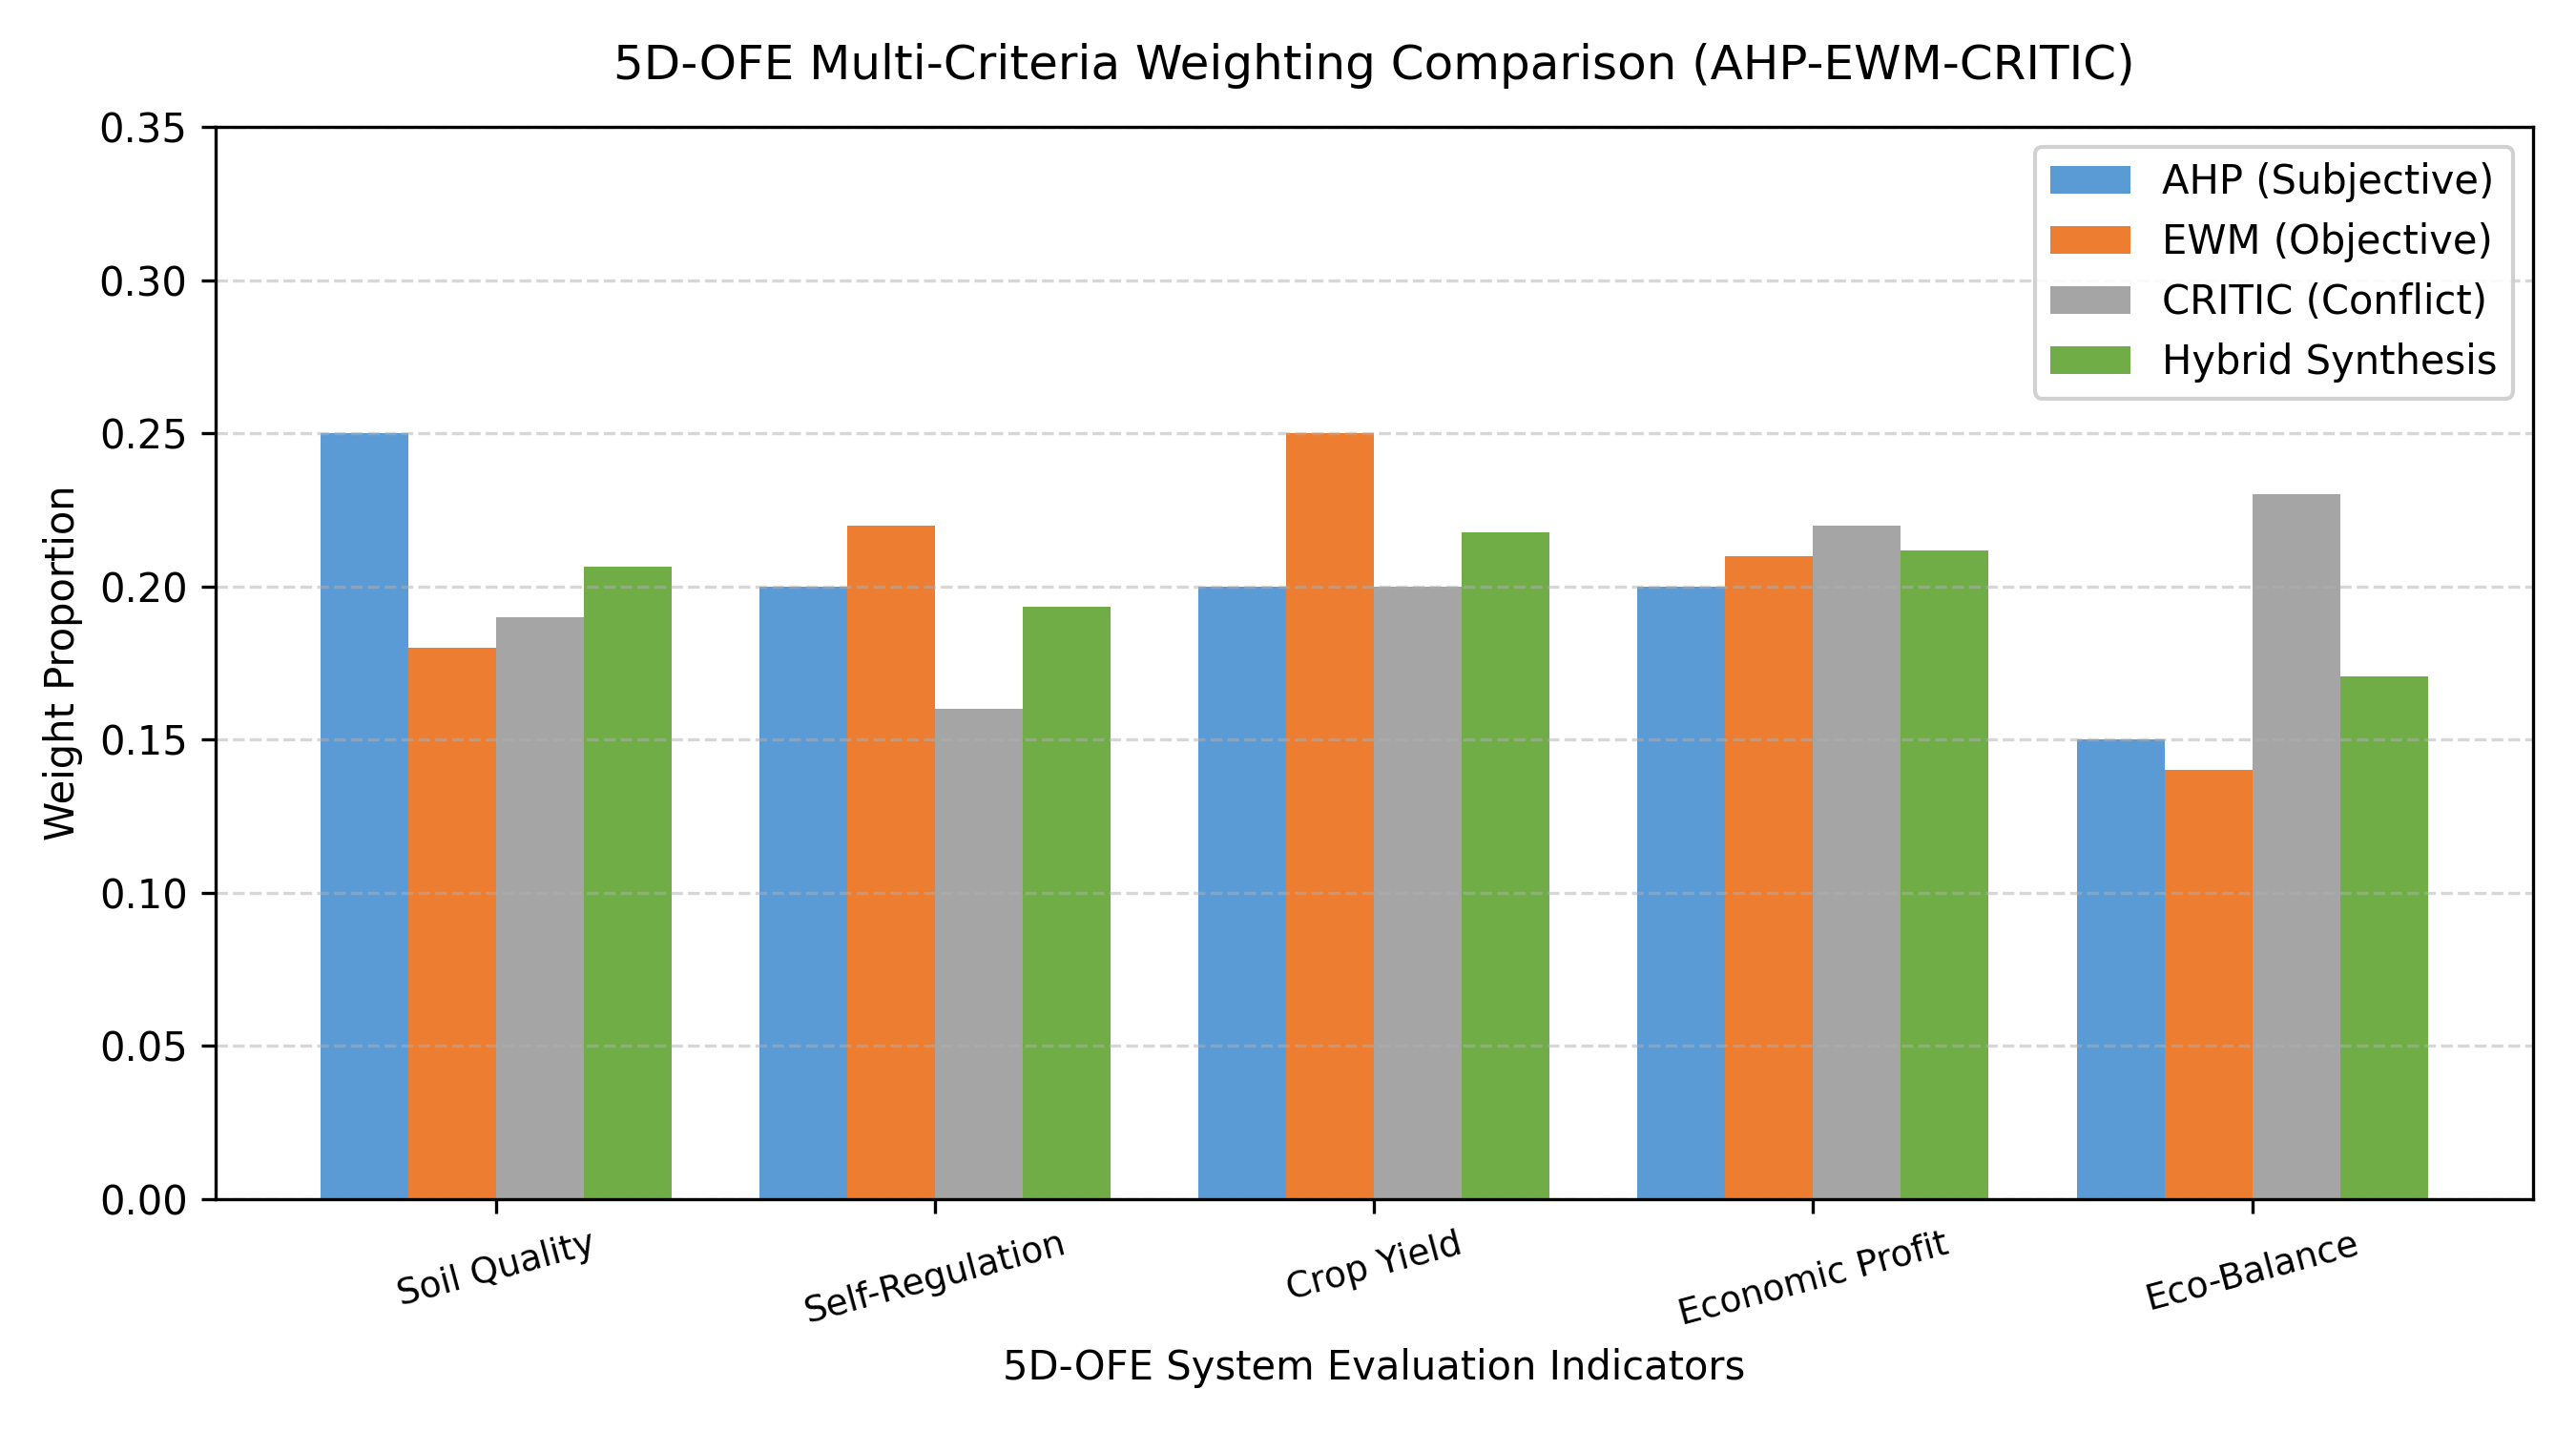 5D-OFE Multi-Criteria Weighting Comparison (AHP-EWM-CRITIC)
0.35
0.30
0.25
0.20
0.15
0.10
0.05
0.00
Weight Proportion
AHP (Subjective)
EWM (Objective)
CRITIC (Conflict)
Hybrid Synthesis
Soil Quality
Self-Regulation
Crop Yield
Economic Profit
Eco-Balance
5D-OFE System Evaluation Indicators